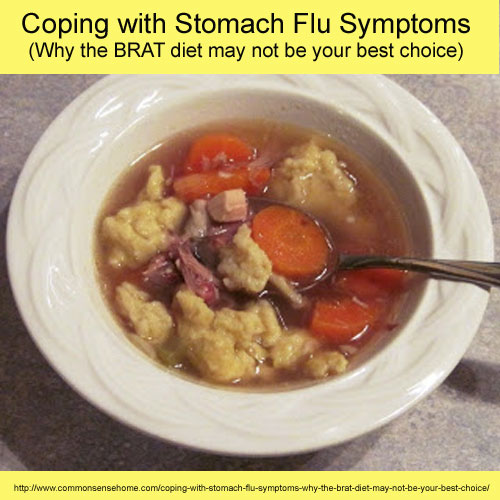 Coping with Stomach Flu Symptoms
(Why the BRAT diet may not be your best choice)
http://www.commonsensehome.com/coping-with-stomach-flu-symptoms-why-the-brat-diet-may-not-be-your-best-choice/